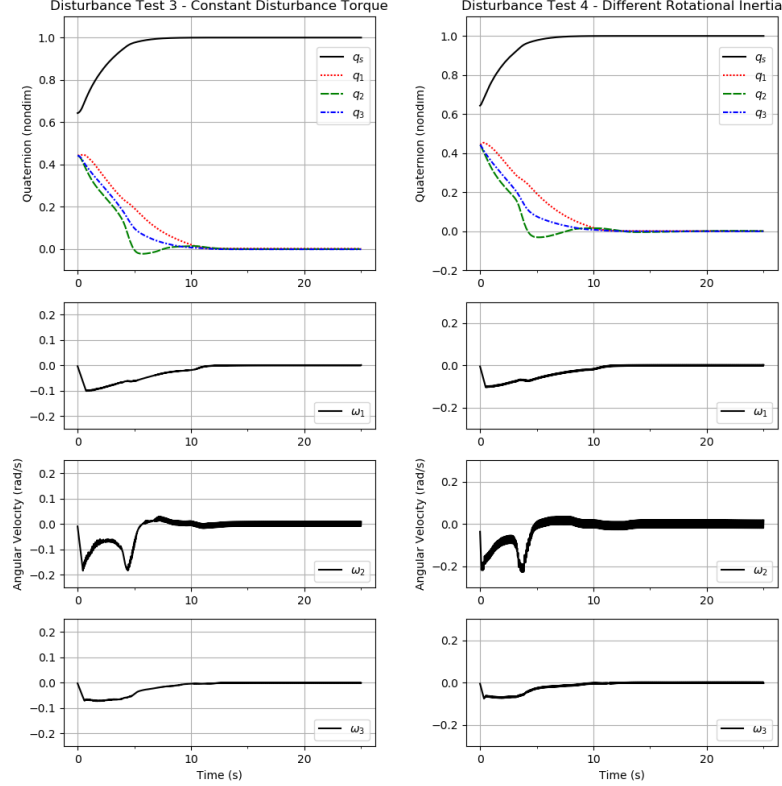 Disturbance Test 3 - Constant Disturbance Torque
Quaternion (nondim)
1.0
0.8
0.6
0.4
0.2
0.0
q_s
q_1
q_2
q_3
0
10
20
0.2
0.1
0.0
−0.1
−0.2
ω_1
0
10
20
Angular Velocity (rad/s)
0.2
0.1
0.0
−0.1
−0.2
ω_2
0
10
20
0.2
0.1
0.0
−0.1
−0.2
ω_3
0
10
20
Time (s)
Disturbance Test 4 - Different Rotational Inertia
Quaternion (nondim)
1.0
0.8
0.6
0.4
0.2
0.0
−0.2
q_s
q_1
q_2
q_3
0
10
20
0.2
0.0
−0.2
ω_1
0
10
20
Angular Velocity (rad/s)
0.2
0.0
−0.2
ω_2
0
10
20
0.2
0.0
−0.2
ω_3
0
10
20
Time (s)